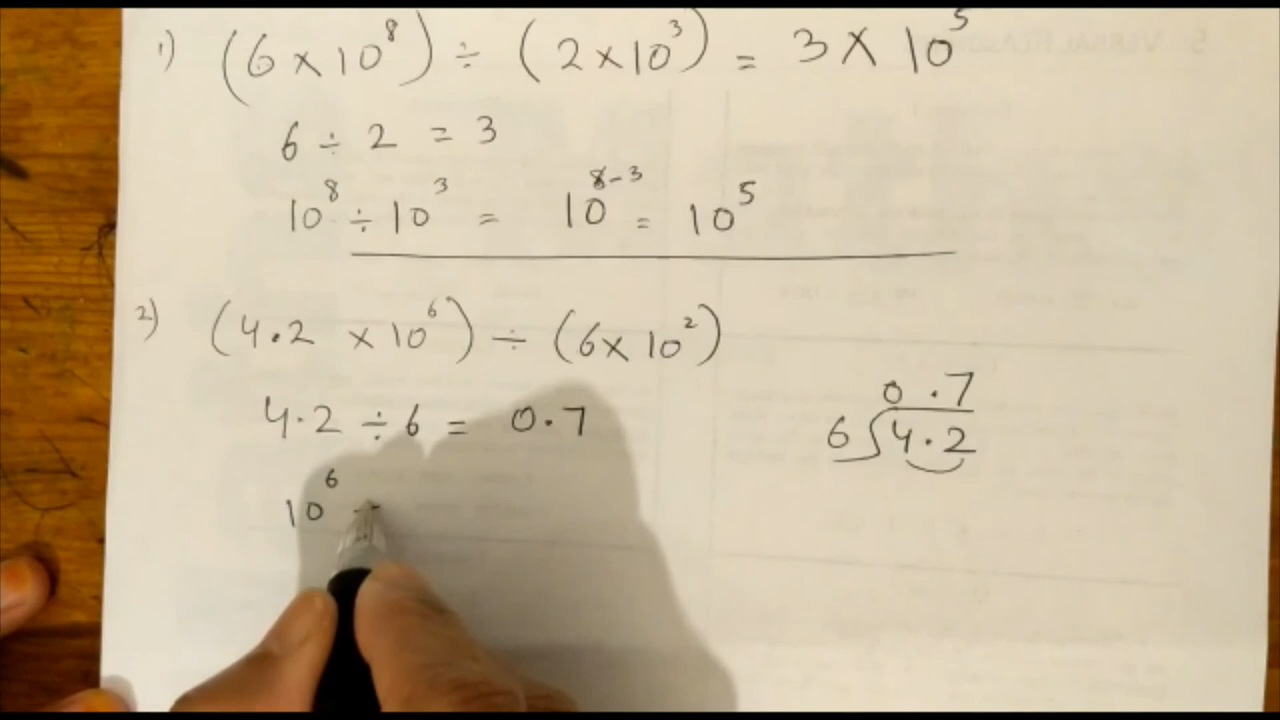 1) (6 × 10⁸) ÷ (2 × 10³) = 3 × 10⁵
6 ÷ 2 = 3
10⁸ ÷ 10³ = 10⁸⁻³ = 10⁵
2) (4.2 × 10⁶) ÷ (6 × 10²)
0.7
4.2 ÷ 6 = 0.7
6 4.2
10⁶ ÷